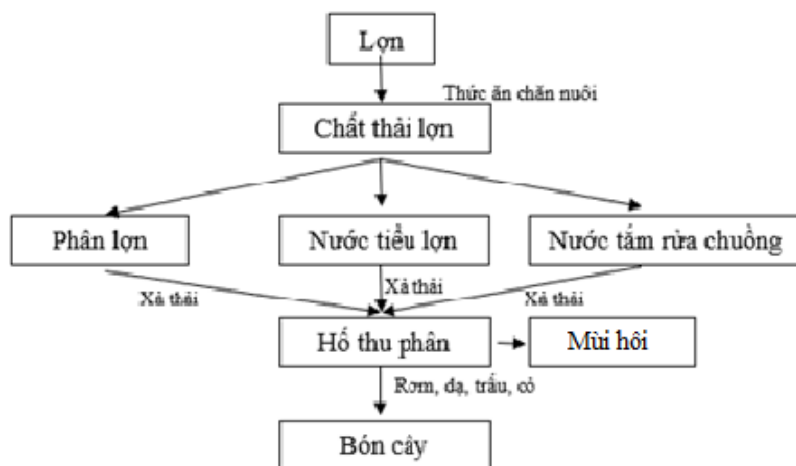 Lợn
Thức ăn chăn nuôi
Chất thải lợn
Phân lợn
Nước tiểu lợn
Nước tắm rửa chuồng
Xả thải
Xả thải
Xả thải
Hố thu phân
Mùi hôi
Rơm, dạ, trấu, cỏ
Bón cây